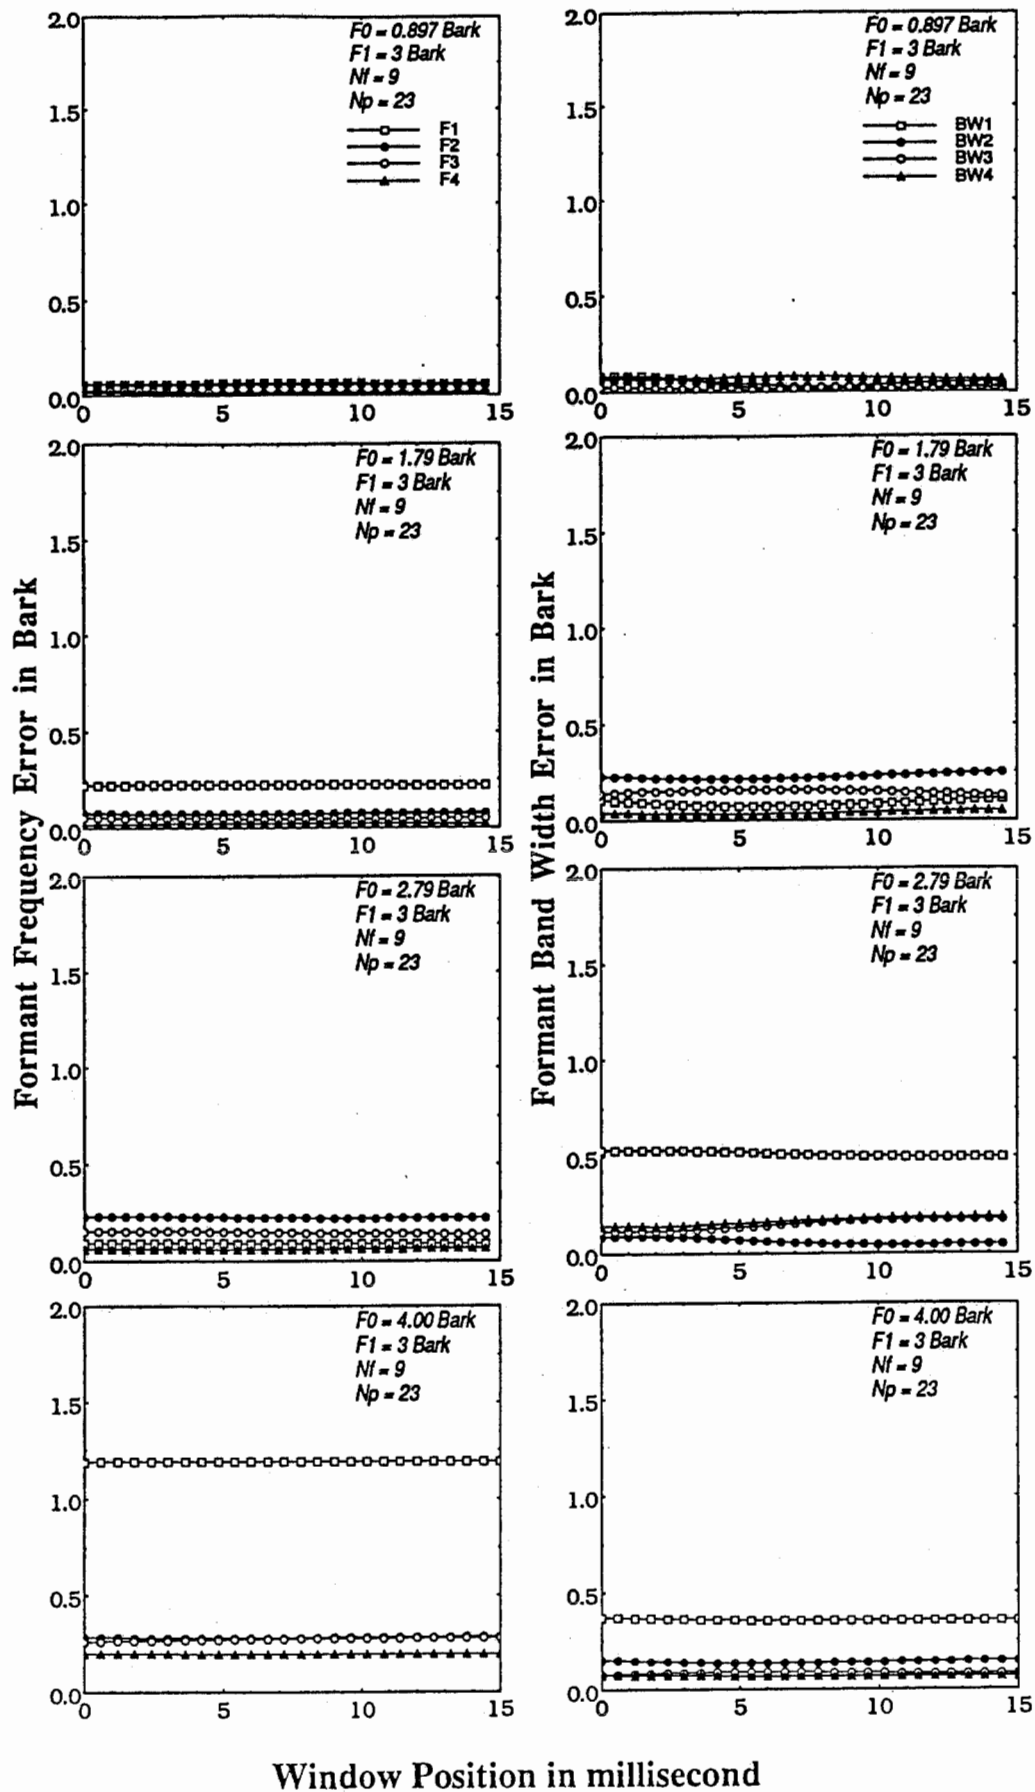 2.0
1.5
1.0
0.5
0.0
0 5 10 15
F0 = 0.897 Bark
F1 = 3 Bark
Nf = 9
Np = 23
F1
F2
F3
F4
2.0
1.5
1.0
0.5
0.0
0 5 10 15
F0 = 0.897 Bark
F1 = 3 Bark
Nf = 9
Np = 23
BW1
BW2
BW3
BW4
2.0
1.5
1.0
0.5
0.0
0 5 10 15
F0 = 1.79 Bark
F1 = 3 Bark
Nf = 9
Np = 23
2.0
1.5
1.0
0.5
0.0
0 5 10 15
F0 = 1.79 Bark
F1 = 3 Bark
Nf = 9
Np = 23
Formant Frequency Error in Bark
Formant Band Width Error in Bark
2.0
1.5
1.0
0.5
0.0
0 5 10 15
F0 = 2.79 Bark
F1 = 3 Bark
Nf = 9
Np = 23
2.0
1.5
1.0
0.5
0.0
0 5 10 15
F0 = 2.79 Bark
F1 = 3 Bark
Nf = 9
Np = 23
2.0
1.5
1.0
0.5
0.0
0 5 10 15
F0 = 4.00 Bark
F1 = 3 Bark
Nf = 9
Np = 23
2.0
1.5
1.0
0.5
0.0
0 5 10 15
F0 = 4.00 Bark
F1 = 3 Bark
Nf = 9
Np = 23
Window Position in millisecond